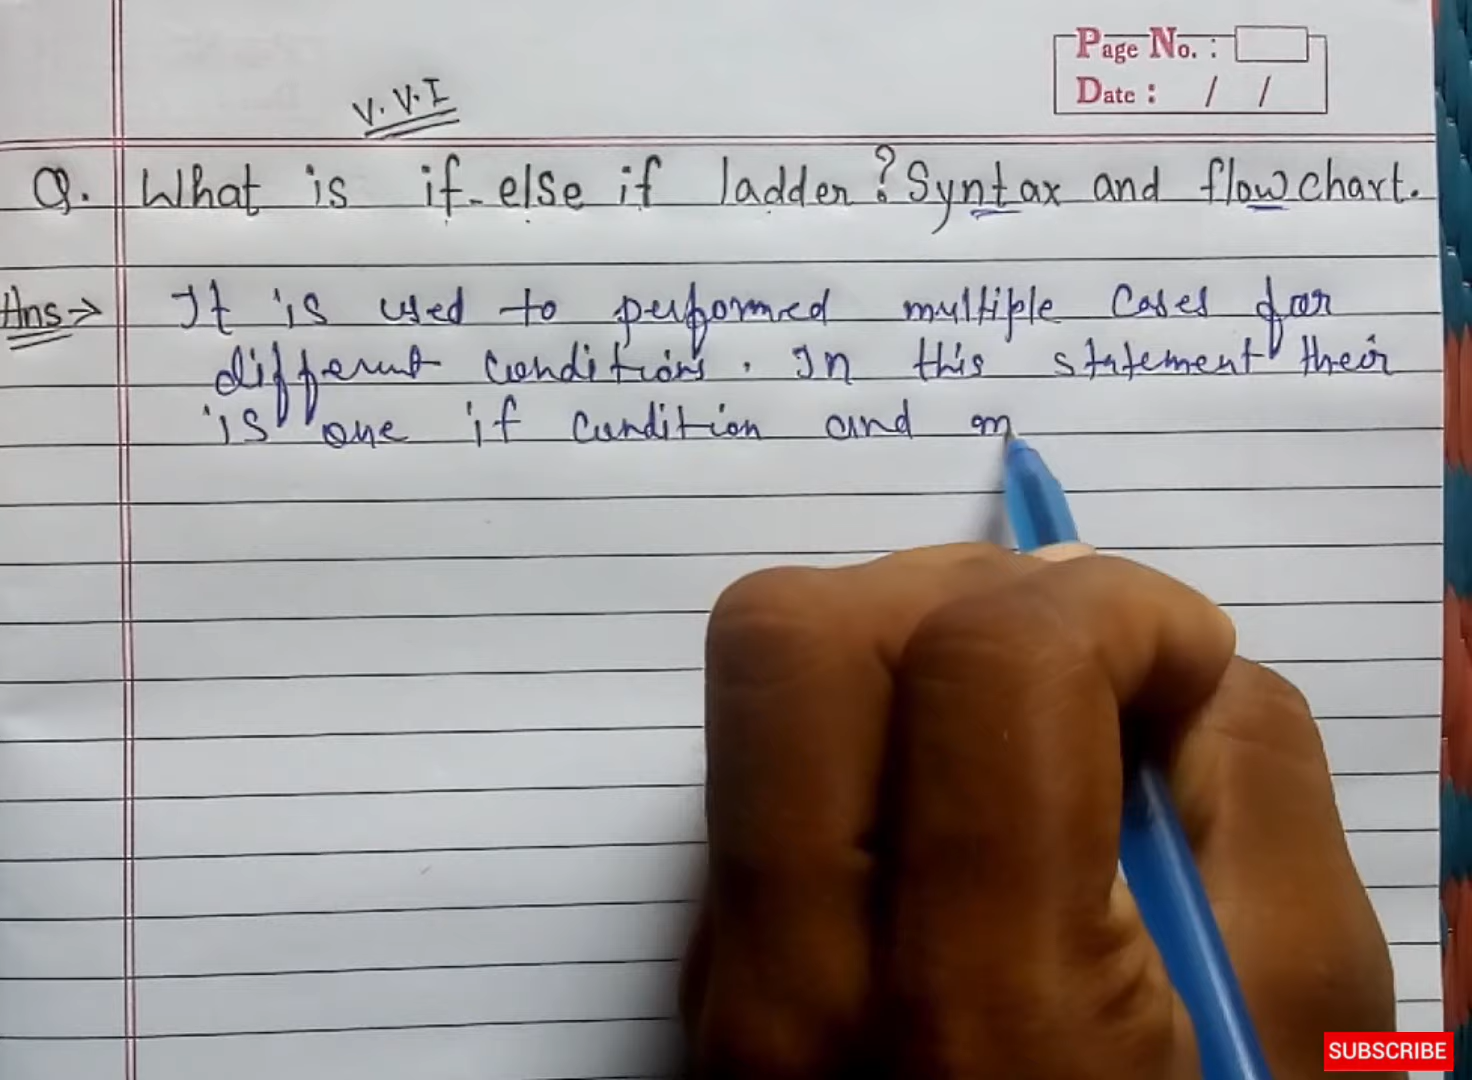 Page No. :
Date : / /
V.V.I
Q. What is if-else if ladder? Syntax and flowchart.
Ans→ It is used to performed multiple cases for
different conditions. In this statement their
is one if condition and m
SUBSCRIBE